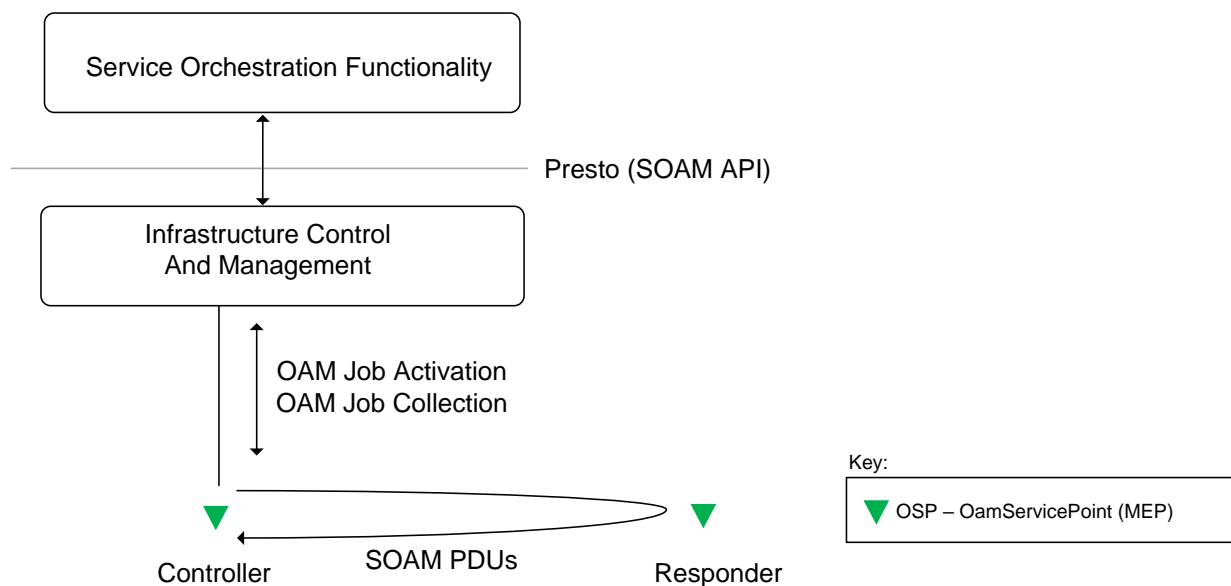 Service Orchestration Functionality
Presto (SOAM API)
Infrastructure Control
And Management
OAM Job Activation
OAM Job Collection
Key:
OSP – OamServicePoint (MEP)
SOAM PDUs
Controller
Responder